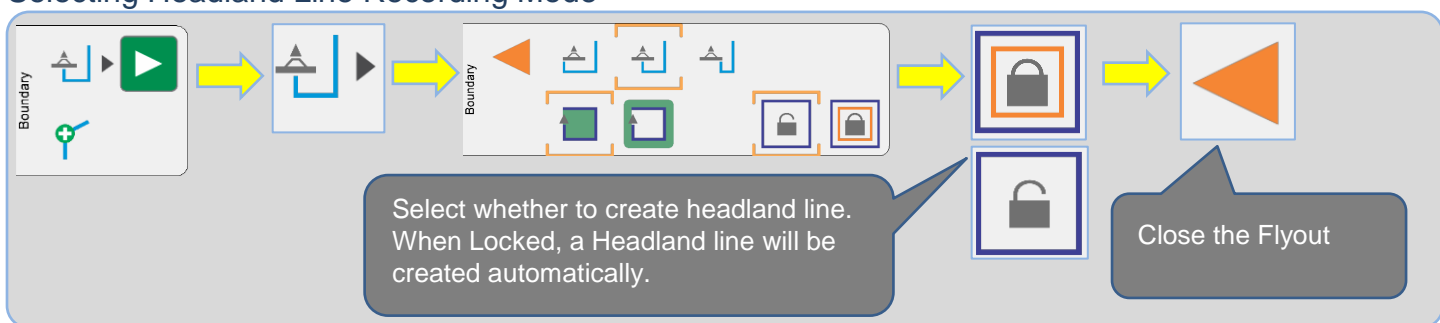 Selecting Headland Line Recording Mode
Boundary
Boundary
Select whether to create headland line.
When Locked, a Headland line will be
created automatically.
Close the Flyout